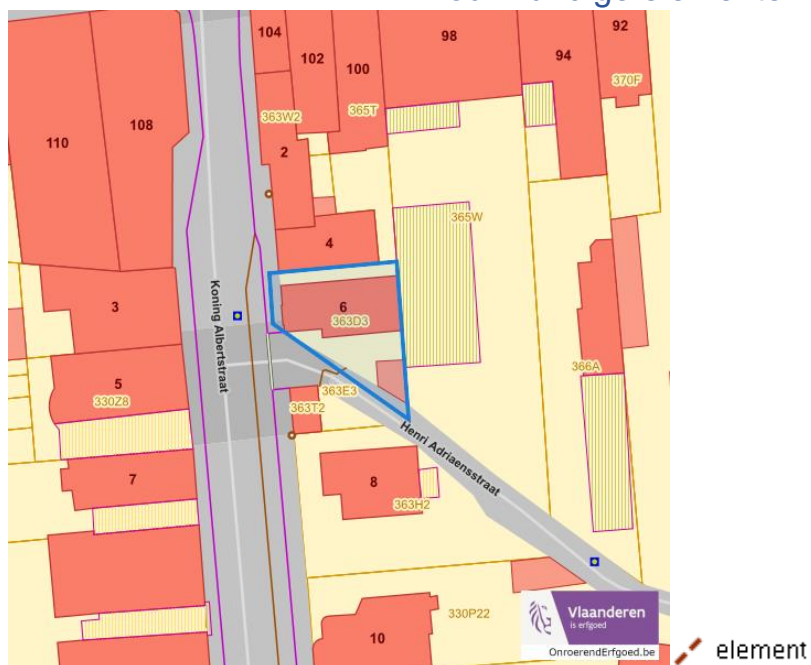 104
102
100
98
92
94
110
108
363W2
365T
370F
2
365W
4
3
Koning Albertstraat
6
363D3
5
330Z8
363T2
363E3
366A
Henri Adriaensstraat
7
8
363H2
330P22
10
Vlaanderen
is erfgoed
OnroerendErfgoed.be
element